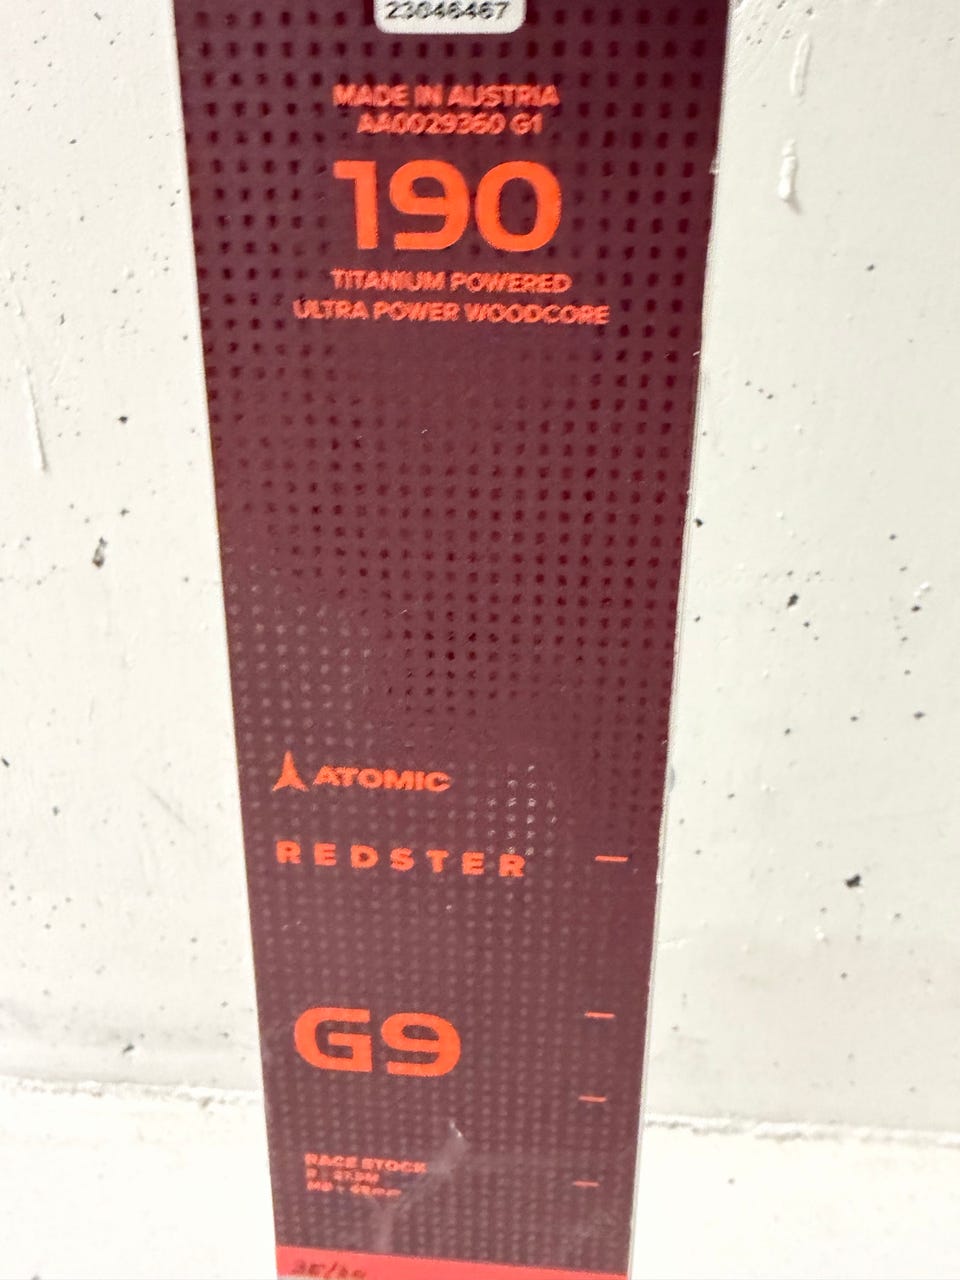 23046467
MADE IN AUSTRIA
AA0029360 G1
190
TITANIUM POWERED
ULTRA POWER WOODCORE
ATOMIC
REDSTER
G9
RACE STOCK